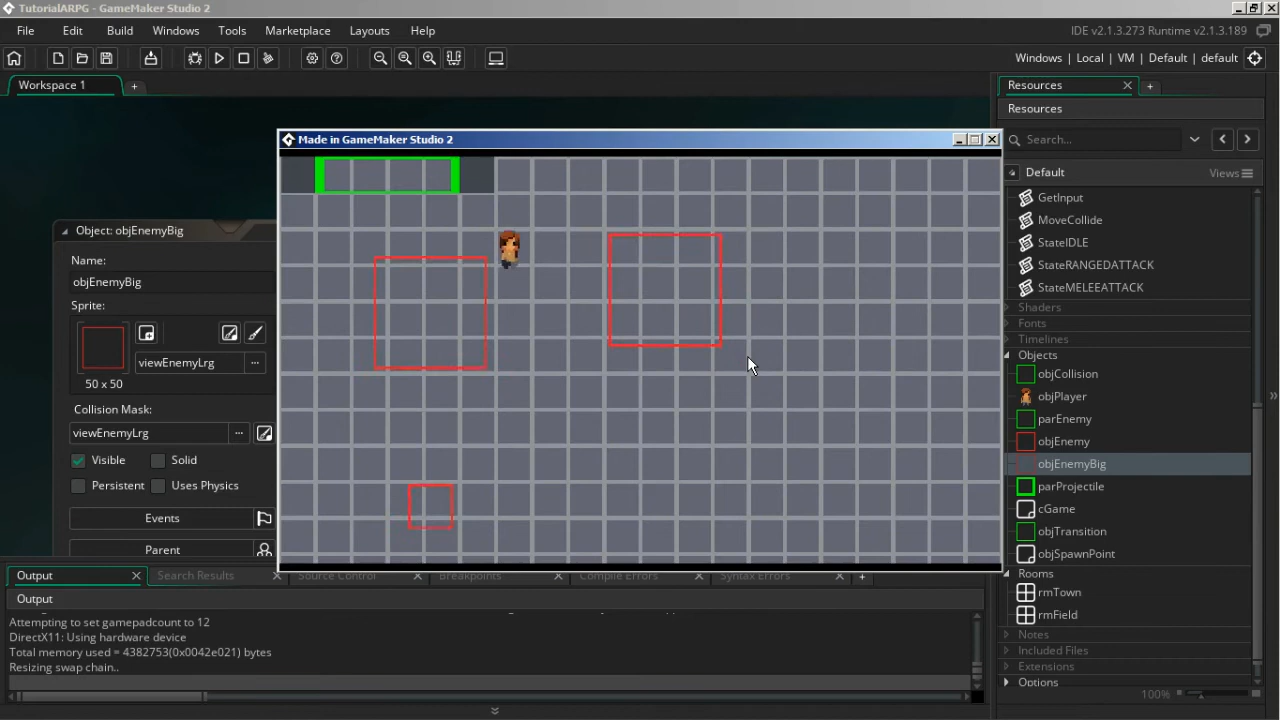 TutorialARPG - GameMaker Studio 2
File Edit Build Windows Tools Marketplace Layouts Help
IDE v2.1.3.273 Runtime v2.1.3.189
Windows | Local | VM | Default | default
Workspace 1
Resources
Resources
Search...
Default
Views
GetInput
MoveCollide
StateIDLE
StateRANGEDATTACK
StateMELEEATTACK
Shaders
Fonts
Timelines
Objects
objCollision
objPlayer
parEnemy
objEnemy
objEnemyBig
parProjectile
cGame
objTransition
objSpawnPoint
Rooms
rmTown
rmField
Notes
Included Files
Extensions
Options
100%
Made in GameMaker Studio 2
Object: objEnemyBig
Name:
objEnemyBig
Sprite:
viewEnemyLrg
50 x 50
Collision Mask:
viewEnemyLrg
Visible Solid
Persistent Uses Physics
Events
Parent
Output Search Results Source Control Breakpoints Compile Errors Syntax Errors
Output
Attempting to set gamepadcount to 12
DirectX11: Using hardware device
Total memory used = 4382753(0x0042e021) bytes
Resizing swap chain..